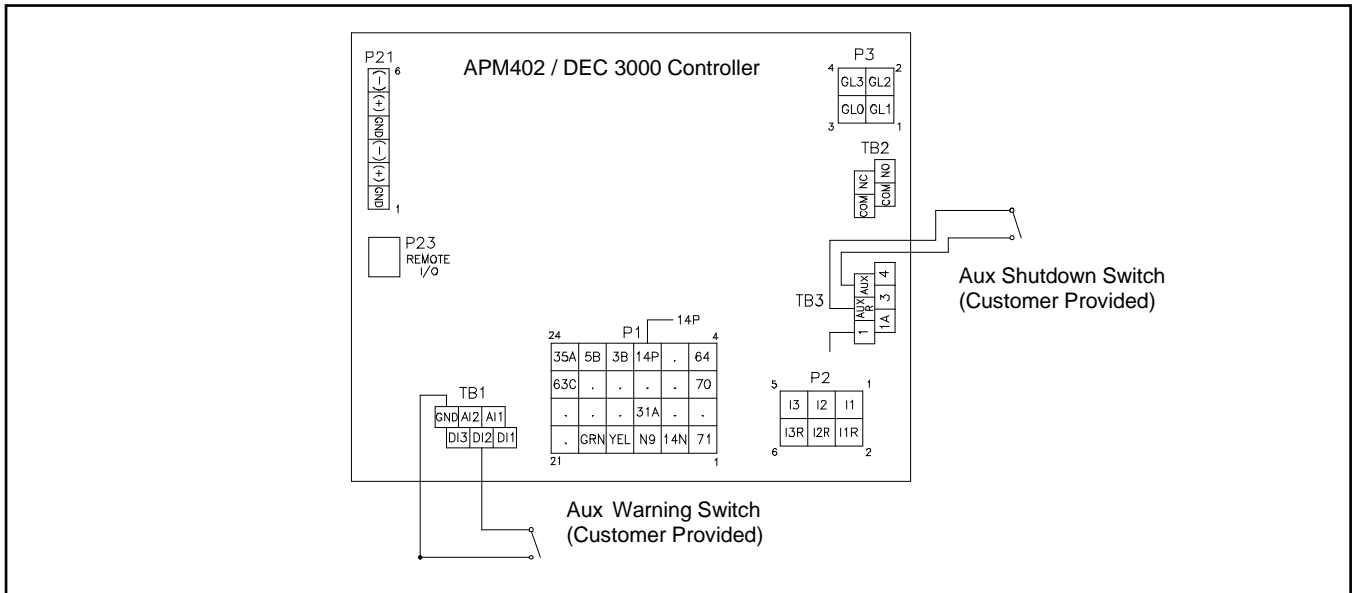 P21
6
(-)
(+)
GND
(-)
(+)
GND
1
APM402 / DEC 3000 Controller
P3
4 2
GL3 GL2
GL0 GL1
3 1
TB2
NC NO
COM COM
P23
REMOTE
I/O
Aux Shutdown Switch
(Customer Provided)
TB3
AUX 4
AUX R 3
1 1A
14P
24 P1 4
35A 5B 3B 14P . 64
63C . . . . 70
. . . 31A . .
. GRN YEL N9 14N 71
21 1
5 P2 1
I3 I2 I1
I3R I2R I1R
6 2
TB1
GND AI2 AI1
DI3 DI2 DI1
Aux Warning Switch
(Customer Provided)